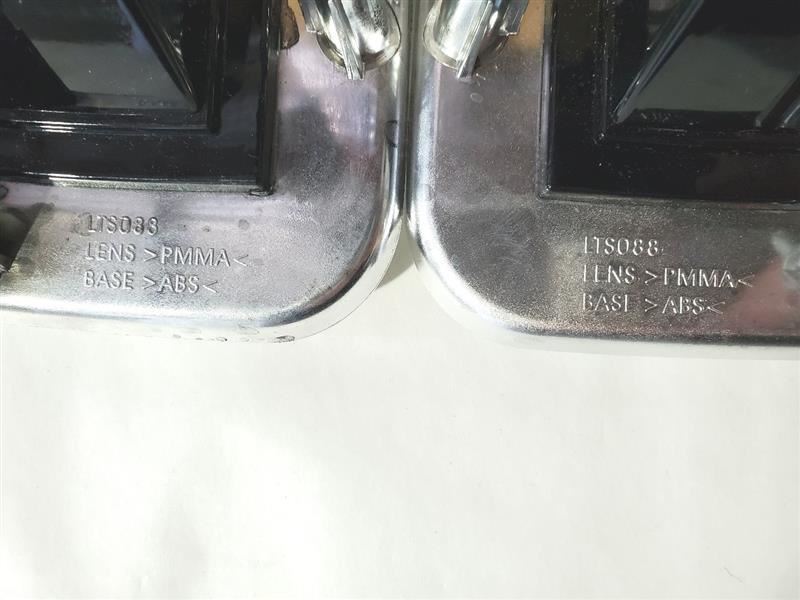 LTS088
LENS >PMMA<
BASE >ABS<
LTS088
LENS >PMMA<
BASE >ABS<